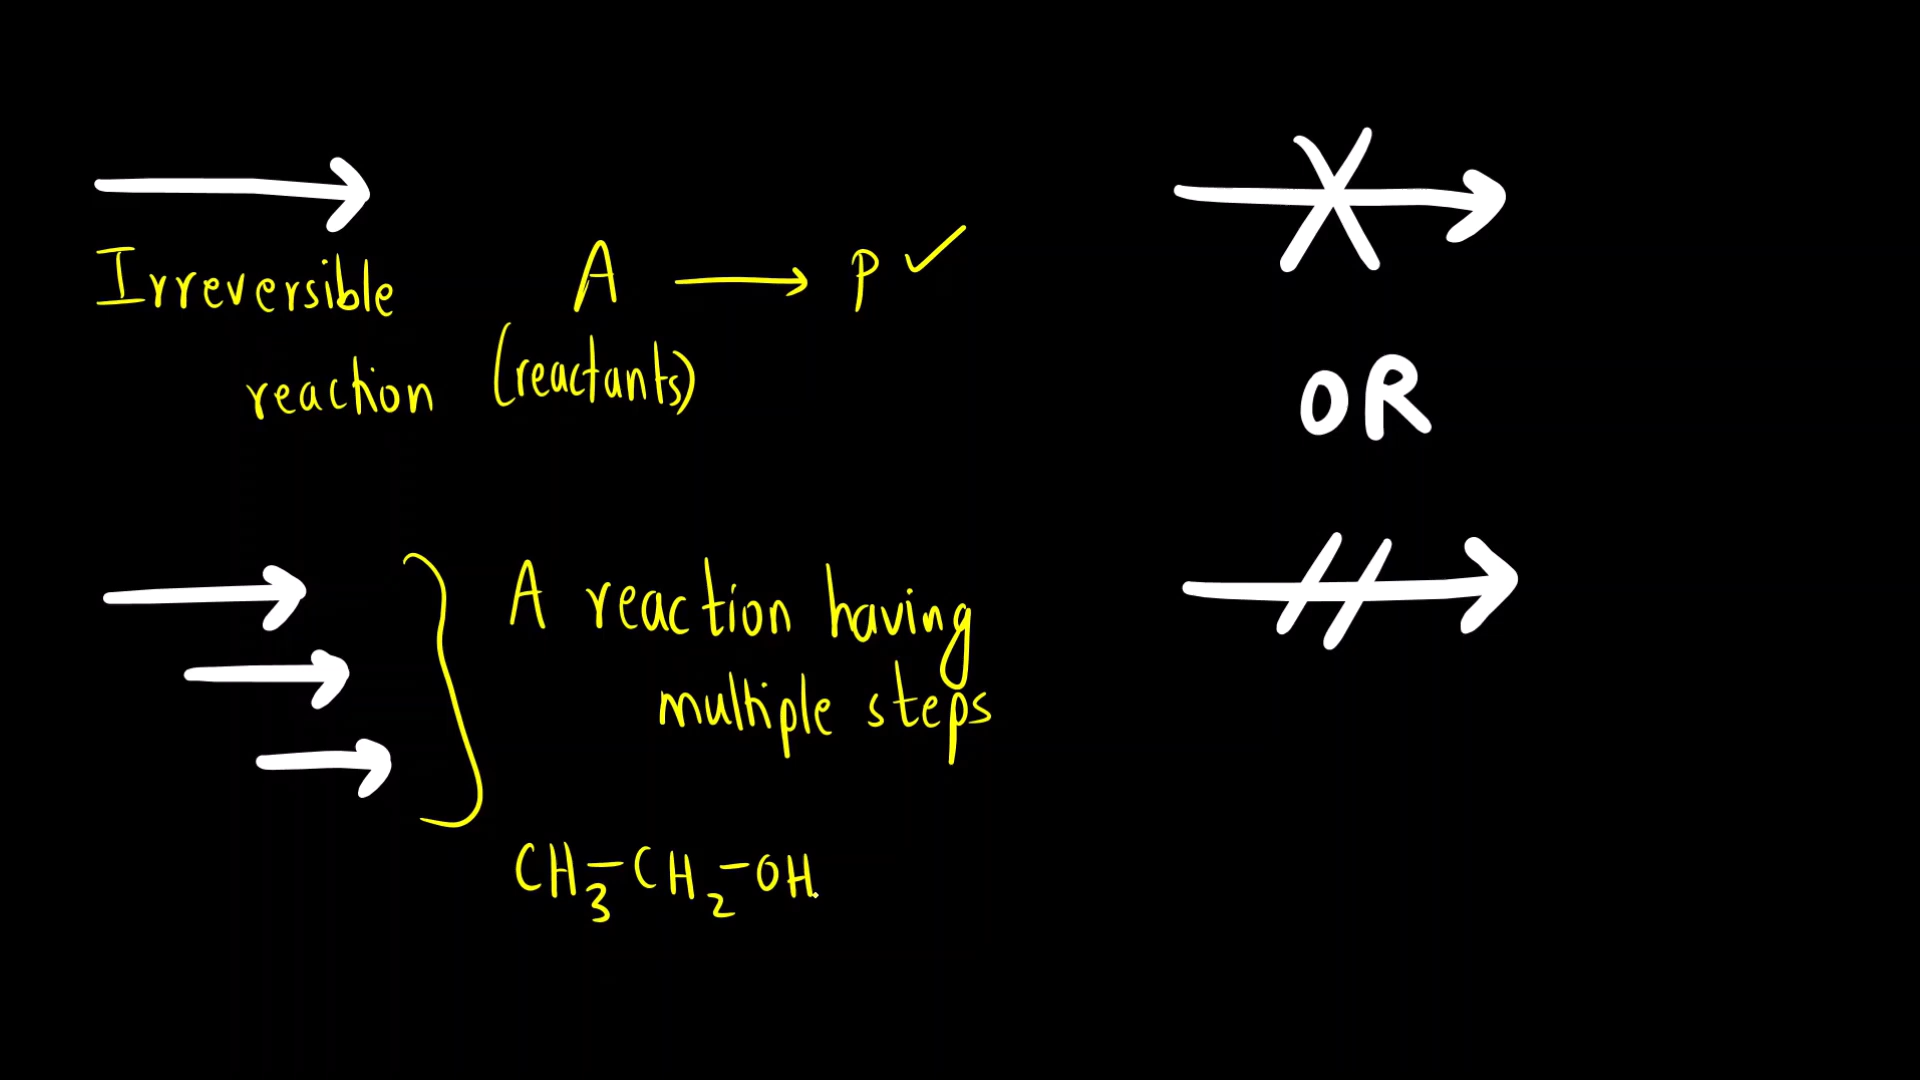 Irreversible
reaction
A → P ✓
(reactants)
OR
A reaction having
multiple steps
CH₃-CH₂-OH